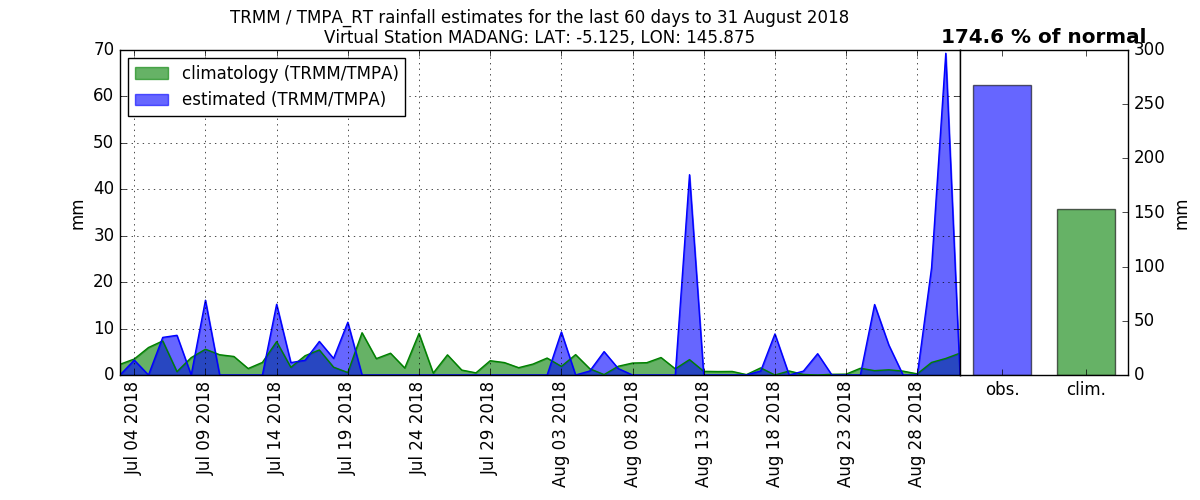 TRMM / TMPA_RT rainfall estimates for the last 60 days to 31 August 2018
Virtual Station MADANG: LAT: -5.125, LON: 145.875
174.6 % of normal
climatology (TRMM/TMPA)
estimated (TRMM/TMPA)
70
60
50
40
30
20
10
0
mm
Jul 04 2018
Jul 09 2018
Jul 14 2018
Jul 19 2018
Jul 24 2018
Jul 29 2018
Aug 03 2018
Aug 08 2018
Aug 13 2018
Aug 18 2018
Aug 23 2018
Aug 28 2018
obs.
clim.
300
250
200
150
100
50
0
mm